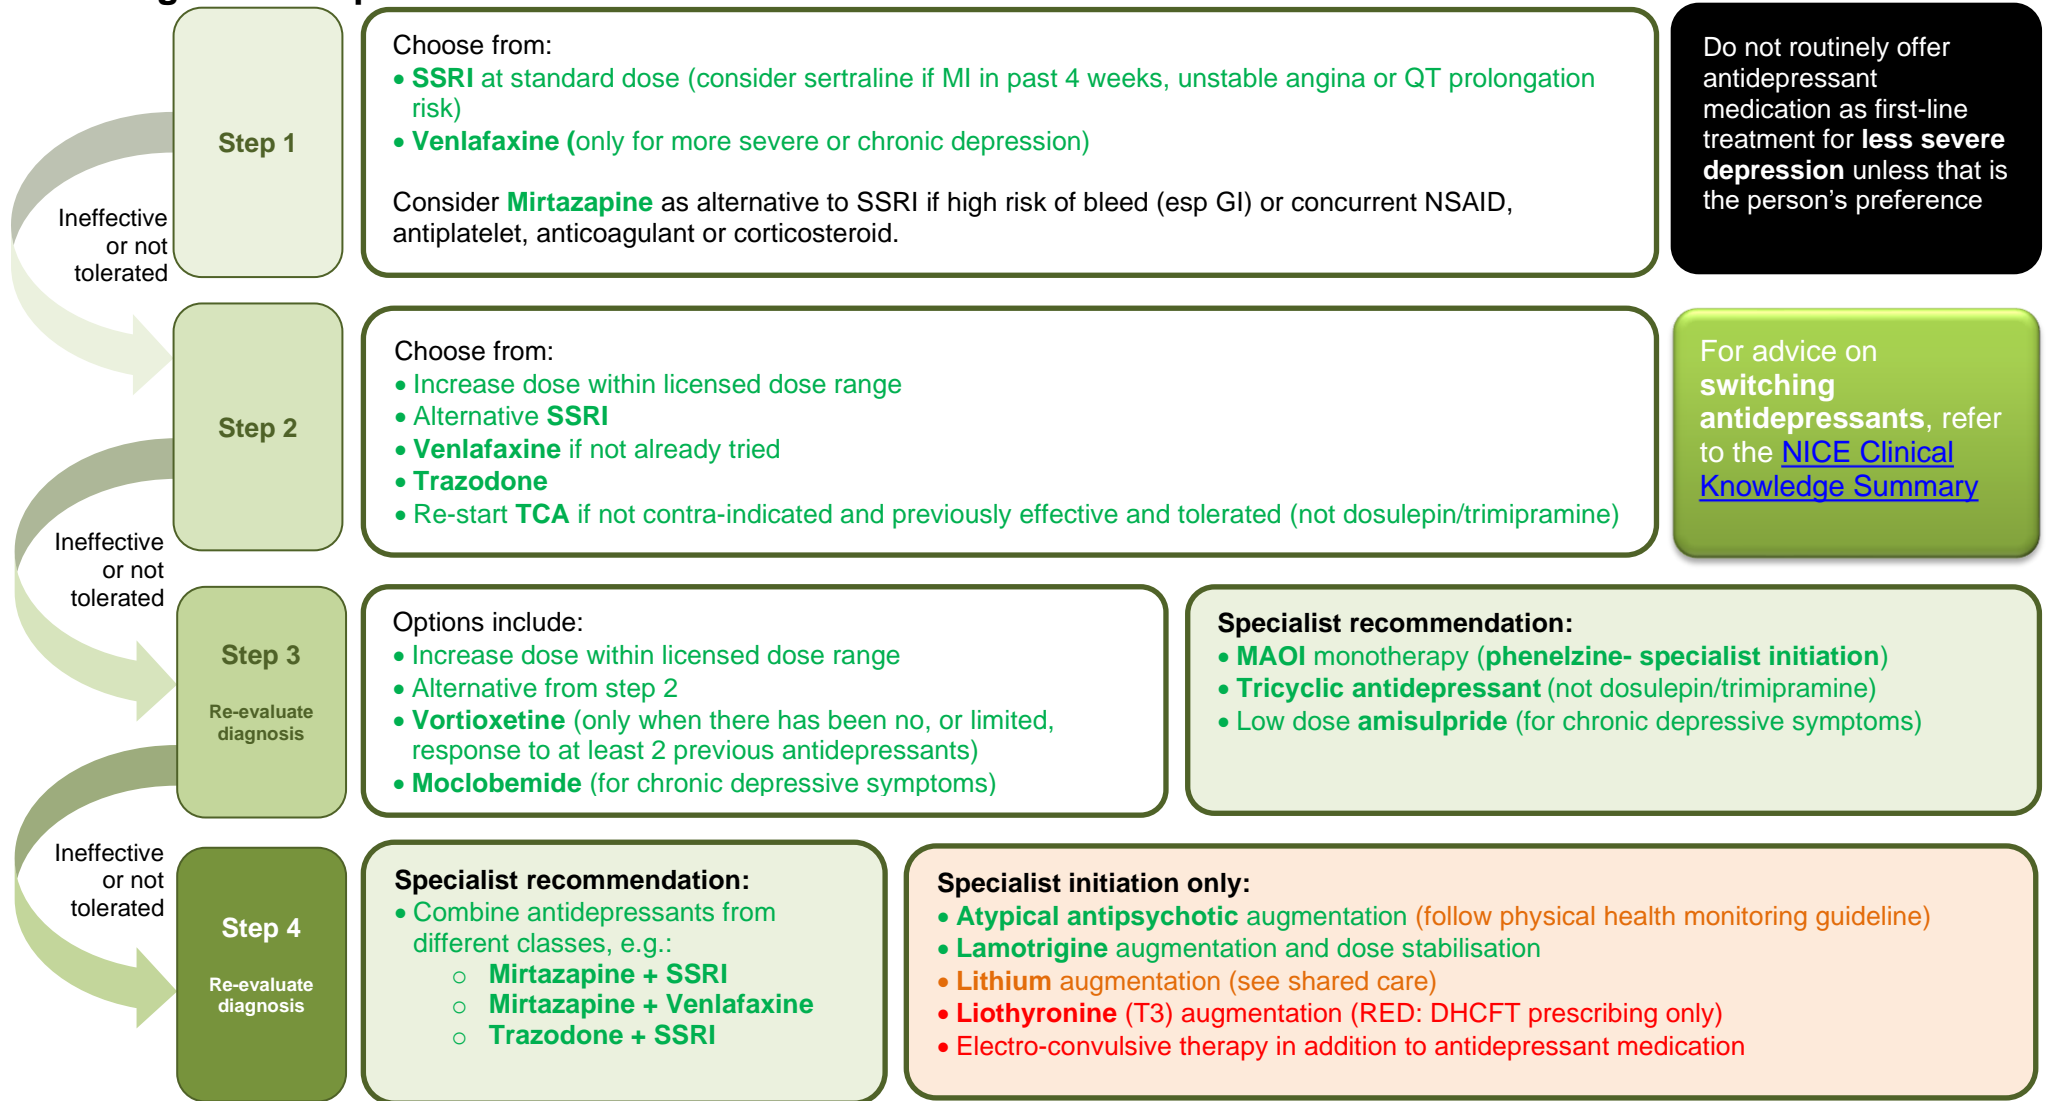 Step 1
Choose from:
• SSRI at standard dose (consider sertraline if MI in past 4 weeks, unstable angina or QT prolongation
risk)
• Venlafaxine (only for more severe or chronic depression)
Consider Mirtazapine as alternative to SSRI if high risk of bleed (esp GI) or concurrent NSAID,
antiplatelet, anticoagulant or corticosteroid.
Do not routinely offer
antidepressant
medication as first-line
treatment for less severe
depression unless that is
the person's preference
Ineffective
or not
tolerated
Step 2
Choose from:
• Increase dose within licensed dose range
• Alternative SSRI
• Venlafaxine if not already tried
• Trazodone
• Re-start TCA if not contra-indicated and previously effective and tolerated (not dosulepin/trimipramine)
For advice on
switching
antidepressants, refer
to the NICE Clinical
Knowledge Summary
Ineffective
or not
tolerated
Step 3
Re-evaluate
diagnosis
Options include:
• Increase dose within licensed dose range
• Alternative from step 2
• Vortioxetine (only when there has been no, or limited,
response to at least 2 previous antidepressants)
• Moclobemide (for chronic depressive symptoms)
Specialist recommendation:
• MAOI monotherapy (phenelzine- specialist initiation)
• Tricyclic antidepressant (not dosulepin/trimipramine)
• Low dose amisulpride (for chronic depressive symptoms)
Ineffective
or not
tolerated
Step 4
Re-evaluate
diagnosis
Specialist recommendation:
• Combine antidepressants from
different classes, e.g.:
o Mirtazapine + SSRI
o Mirtazapine + Venlafaxine
o Trazodone + SSRI
Specialist initiation only:
• Atypical antipsychotic augmentation (follow physical health monitoring guideline)
• Lamotrigine augmentation and dose stabilisation
• Lithium augmentation (see shared care)
• Liothyronine (T3) augmentation (RED: DHCFT prescribing only)
• Electro-convulsive therapy in addition to antidepressant medication